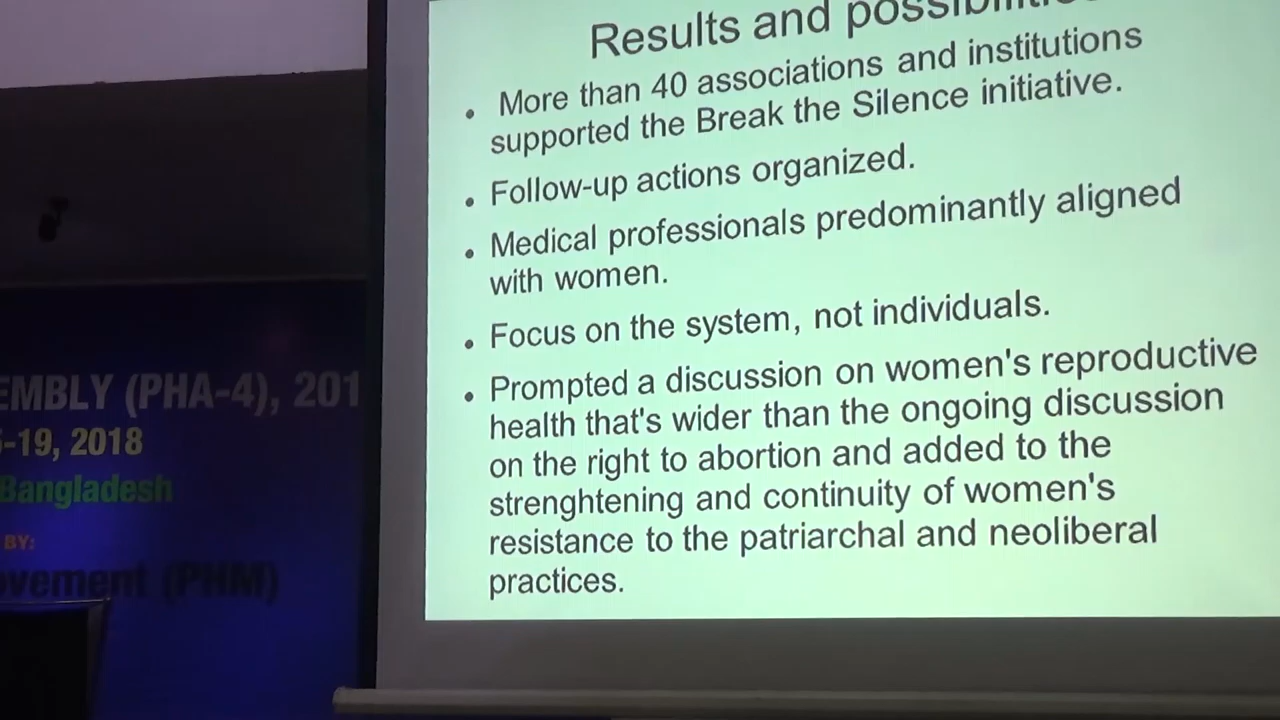 Results and possibiliti
• More than 40 associations and institutions
supported the Break the Silence initiative.
• Follow-up actions organized.
• Medical professionals predominantly aligned
with women.
• Focus on the system, not individuals.
• Prompted a discussion on women's reproductive
health that's wider than the ongoing discussion
on the right to abortion and added to the
strenghtening and continuity of women's
resistance to the patriarchal and neoliberal
practices.
EMBLY (PHA-4), 201
-19, 2018
Bangladesh
BY:
ovement (PHM)